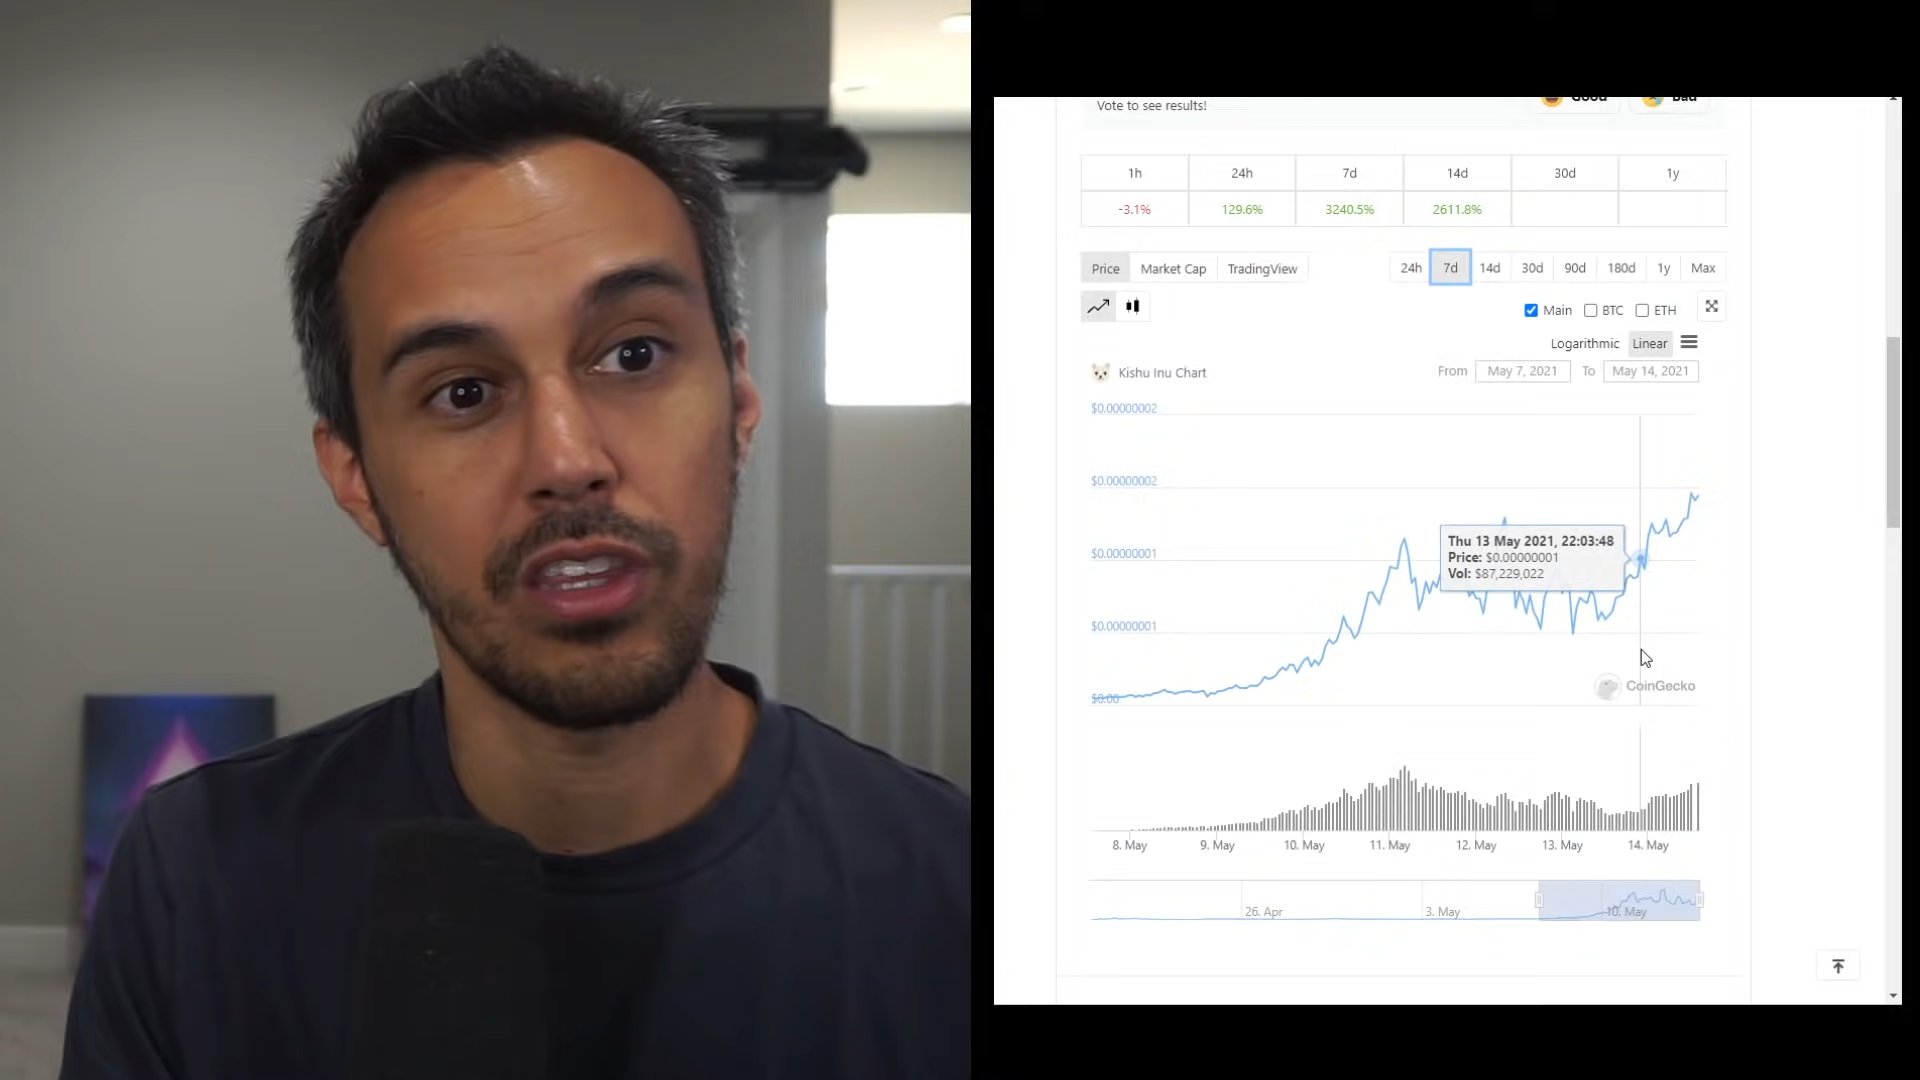 Vote to see results!
Good
Bad
1h 24h 7d 14d 30d 1y
-3.1% 129.6% 3240.5% 2611.8%
Price Market Cap TradingView
24h 7d 14d 30d 90d 180d 1y Max
Main BTC ETH
Logarithmic Linear
Kishu Inu Chart
From May 7, 2021 To May 14, 2021
$0.00000002
$0.00000002
Thu 13 May 2021, 22:03:48
Price: $0.00000001
Vol: $87,229,022
$0.00000001
$0.00000001
CoinGecko
$0.00
8. May 9. May 10. May 11. May 12. May 13. May 14. May
26. Apr 3. May 10. May